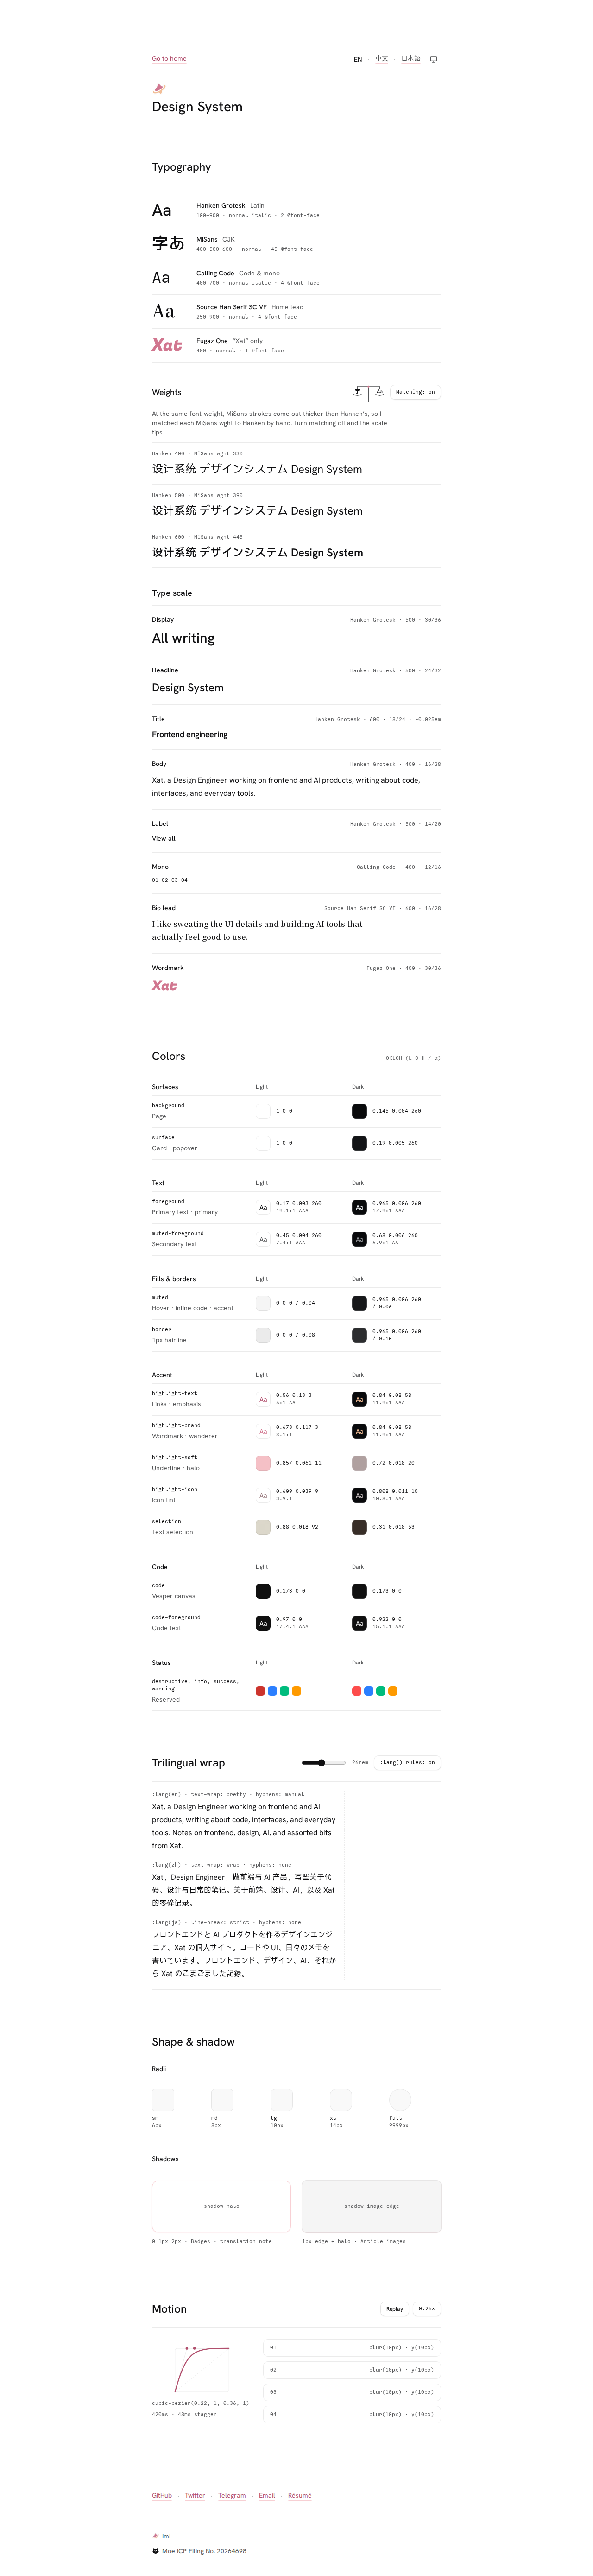 Go to home
EN · 中文 · 日本語
Design System
Typography
Aa
Hanken Grotesk Latin
100–900 · normal italic · 2 @font-face
字あ
MiSans CJK
400 500 600 · normal · 45 @font-face
Aa
Calling Code Code & mono
400 700 · normal italic · 4 @font-face
Aa
Source Han Serif SC VF Home lead
250–900 · normal · 4 @font-face
Xat
Fugaz One “Xat” only
400 · normal · 1 @font-face
Weights
字 Aa
Matching: on
At the same font-weight, MiSans strokes come out thicker than Hanken’s, so I
matched each MiSans wght to Hanken by hand. Turn matching off and the scale
tips.
Hanken 400 · MiSans wght 330
设计系统 デザインシステム Design System
Hanken 500 · MiSans wght 390
设计系统 デザインシステム Design System
Hanken 600 · MiSans wght 445
设计系统 デザインシステム Design System
Type scale
Display
Hanken Grotesk · 500 · 30/36
All writing
Headline
Hanken Grotesk · 500 · 24/32
Design System
Title
Hanken Grotesk · 600 · 18/24 · -0.025em
Frontend engineering
Body
Hanken Grotesk · 400 · 16/28
Xat, a Design Engineer working on frontend and AI products, writing about code,
interfaces, and everyday tools.
Label
Hanken Grotesk · 500 · 14/20
View all
Mono
Calling Code · 400 · 12/16
01 02 03 04
Bio lead
Source Han Serif SC VF · 600 · 16/28
I like sweating the UI details and building AI tools that
actually feel good to use.
Wordmark
Fugaz One · 400 · 30/36
Xat
Colors
OKLCH (L C H / α)
Surfaces Light Dark
background
Page
1 0 0
0.145 0.004 260
surface
Card · popover
1 0 0
0.19 0.005 260
Text Light Dark
foreground
Primary text · primary
Aa
0.17 0.003 260
19.1:1 AAA
Aa
0.965 0.006 260
17.9:1 AAA
muted-foreground
Secondary text
Aa
0.45 0.004 260
7.4:1 AAA
Aa
0.68 0.006 260
6.9:1 AA
Fills & borders Light Dark
muted
Hover · inline code · accent
0 0 0 / 0.04
0.965 0.006 260
/ 0.06
border
1px hairline
0 0 0 / 0.08
0.965 0.006 260
/ 0.15
Accent Light Dark
highlight-text
Links · emphasis
Aa
0.56 0.13 3
5:1 AA
Aa
0.84 0.08 58
11.9:1 AAA
highlight-brand
Wordmark · wanderer
Aa
0.673 0.117 3
3.1:1
Aa
0.84 0.08 58
11.9:1 AAA
highlight-soft
Underline · halo
0.857 0.061 11
0.72 0.018 20
highlight-icon
Icon tint
Aa
0.609 0.039 9
3.9:1
Aa
0.808 0.011 10
10.8:1 AAA
selection
Text selection
0.88 0.018 92
0.31 0.018 53
Code Light Dark
code
Vesper canvas
0.173 0 0
0.173 0 0
code-foreground
Code text
Aa
0.97 0 0
17.4:1 AAA
Aa
0.922 0 0
15.1:1 AAA
Status Light Dark
destructive, info, success,
warning
Reserved
Trilingual wrap
24rem
:lang() rules: on
:lang(en) · text-wrap: pretty · hyphens: manual
Xat, a Design Engineer working on frontend and AI
products, writing about code, interfaces, and everyday
tools. Notes on frontend, design, AI, and assorted bits
from Xat.
:lang(zh) · text-wrap: wrap · hyphens: none
Xat，Design Engineer，做前端与 AI 产品，写些关于代
码、设计与日常的笔记。关于前端、设计、AI，以及 Xat
的零碎记录。
:lang(ja) · line-break: strict · hyphens: none
フロントエンドと AI プロダクトを作るデザインエンジ
ニア、Xat の個人サイト。コードや UI、日々のメモを
書いています。フロントエンド、デザイン、AI、それか
ら Xat のこまごました記録。
Shape & shadow
Radii
sm
6px
md
8px
lg
10px
xl
14px
full
9999px
Shadows
shadow-halo
0 1px 2px · Badges · translation note
shadow-image-edge
1px edge + halo · Article images
Motion
Replay
0.25×
cubic-bezier(0.22, 1, 0.36, 1)
420ms · 40ms stagger
01 blur(10px) · y(10px)
02 blur(10px) · y(10px)
03 blur(10px) · y(10px)
04 blur(10px) · y(10px)
GitHub · Twitter · Telegram · Email · Résumé
Moe ICP Filing No. 20264698